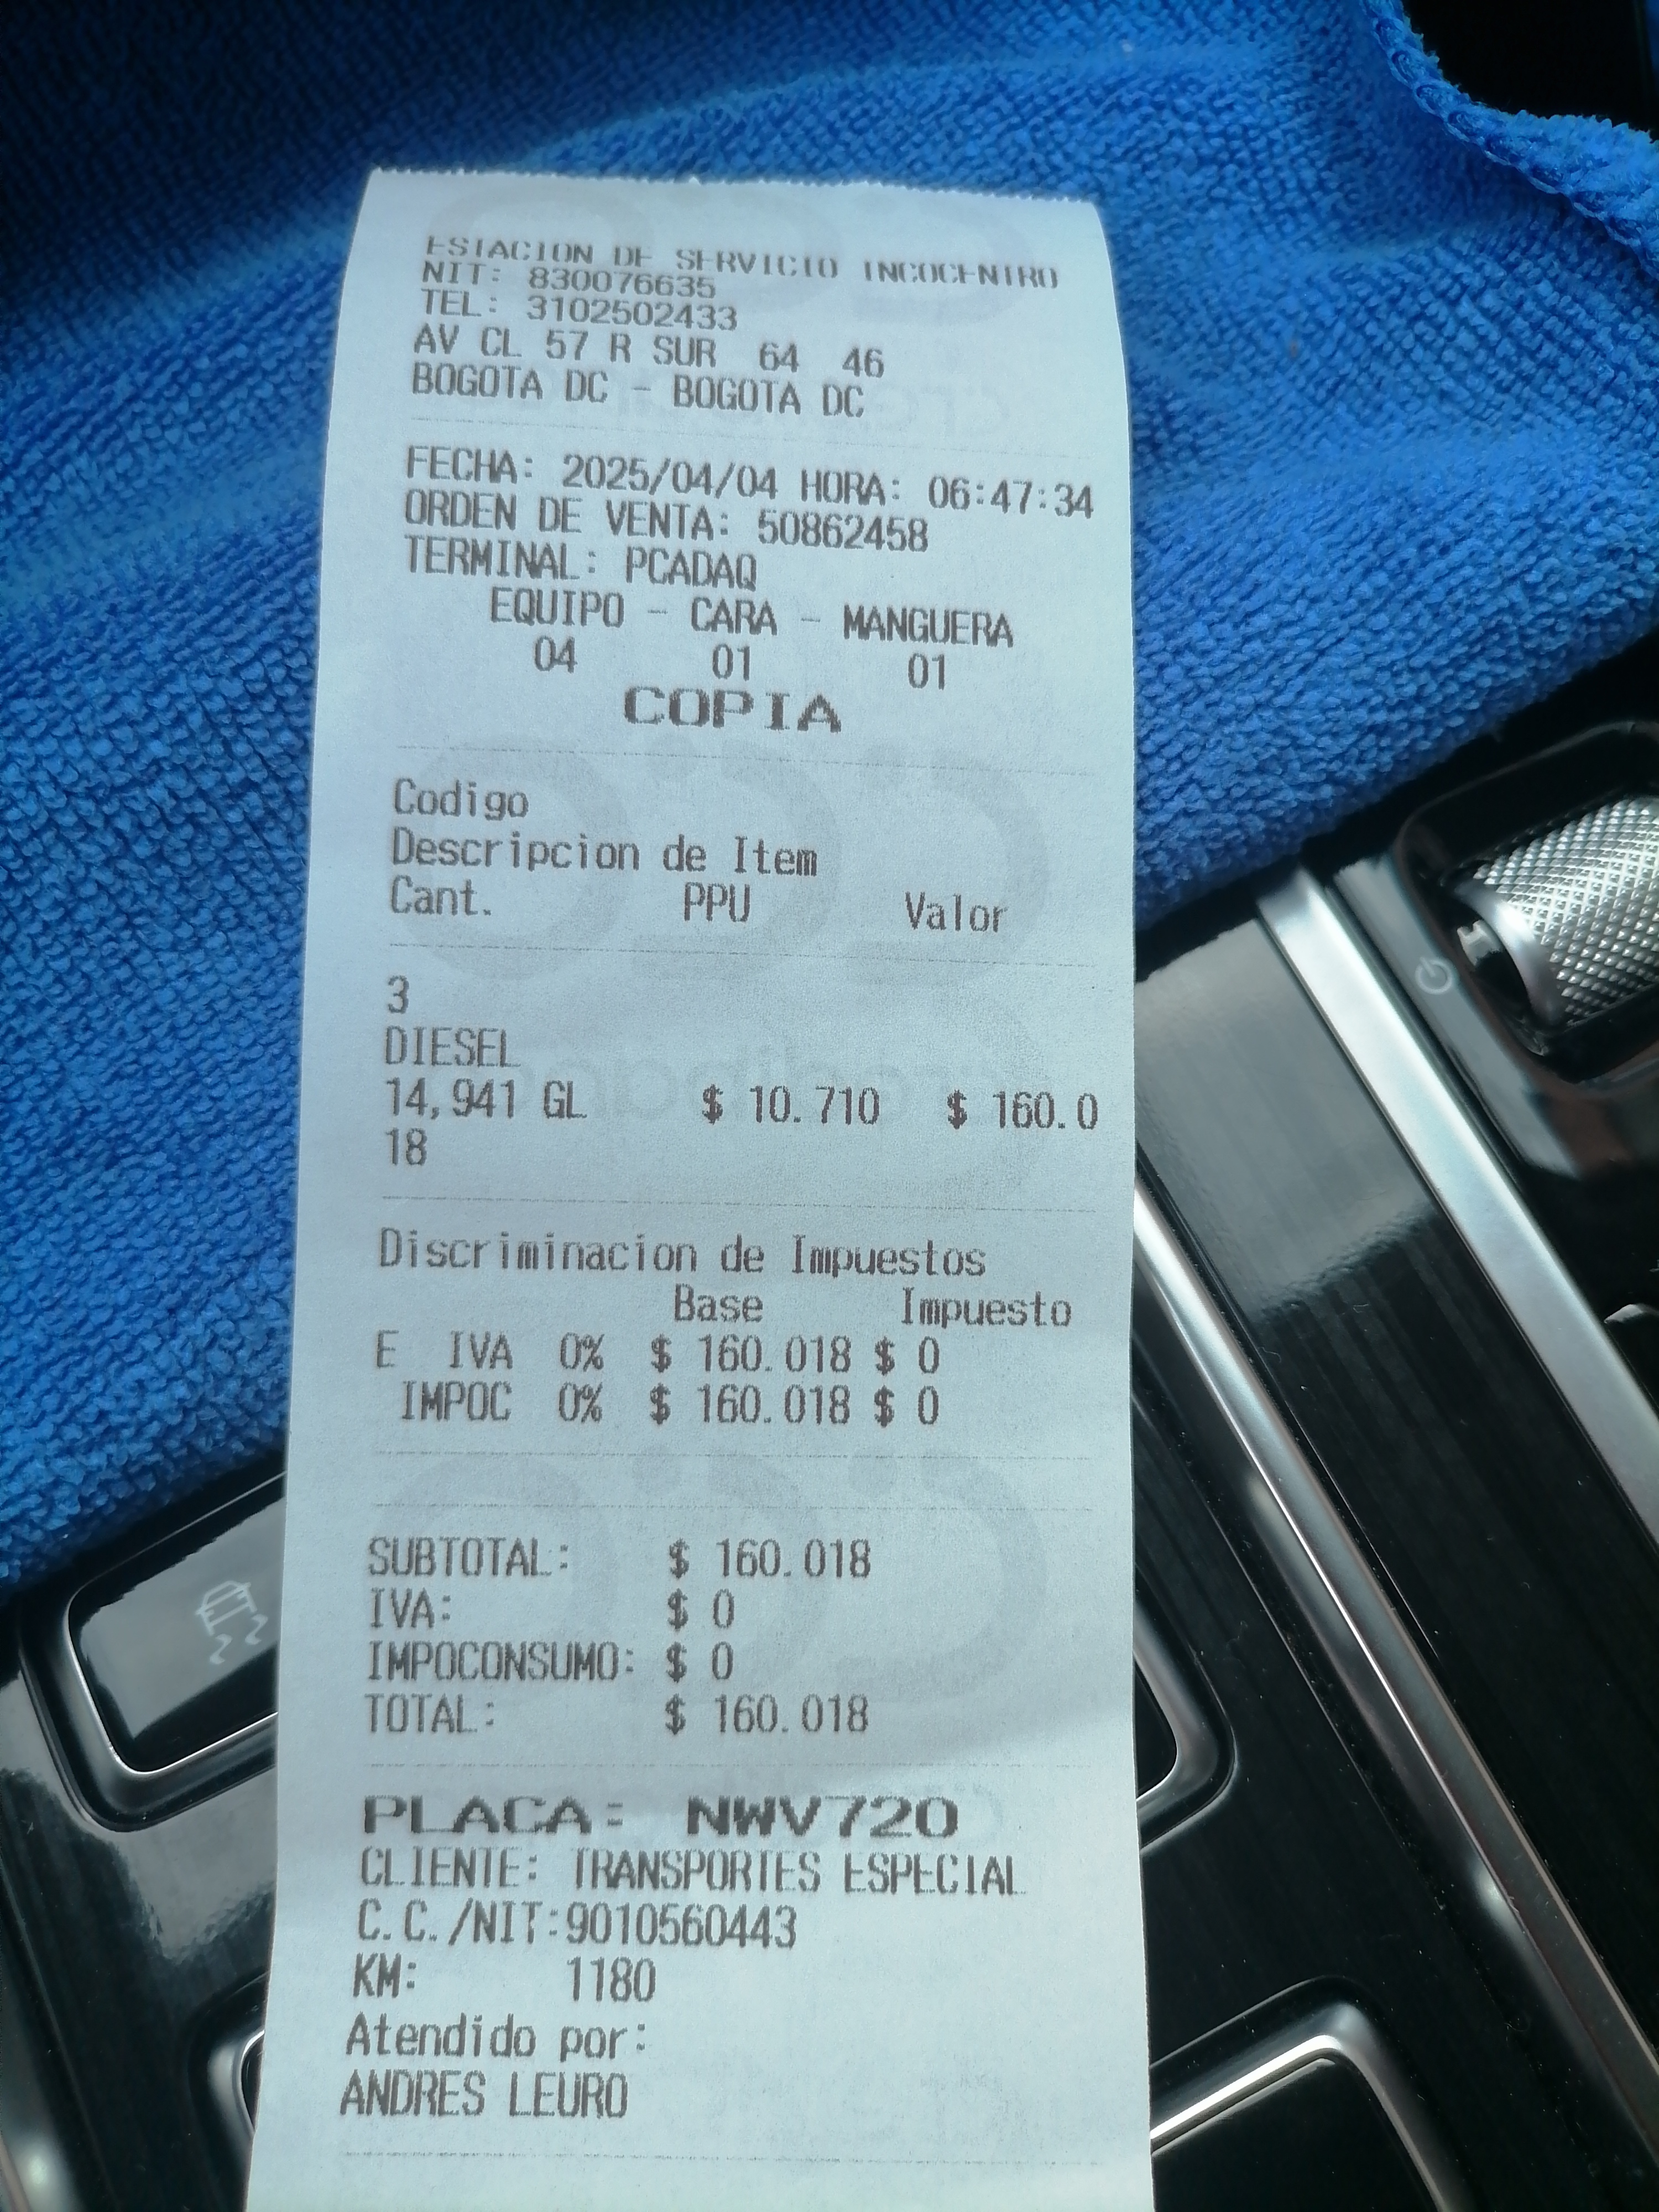 ESTACION DE SERVICIO INCOCENTRO
NIT: 830076635
TEL: 3102502433
AV CL 57 R SUR 64 46
BOGOTA DC - BOGOTA DC
FECHA: 2025/04/04 HORA: 06:47:34
ORDEN DE VENTA: 50862458
TERMINAL: PCADAQ
EQUIPO - CARA - MANGUERA
04 01 01
COPIA
Codigo
Descripcion de Item
Cant. PPU Valor
3
DIESEL
14,941 GL $ 10.710 $ 160.0
18
Discriminacion de Impuestos
Base Impuesto
E IVA 0% $ 160.018 $ 0
IMPOC 0% $ 160.018 $ 0
SUBTOTAL: $ 160.018
IVA: $ 0
IMPOCONSUMO: $ 0
TOTAL: $ 160.018
PLACA: NWV720
CLIENTE: TRANSPORTES ESPECIAL
C.C./NIT:9010560443
KM: 1180
Atendido por:
ANDRES LEURO